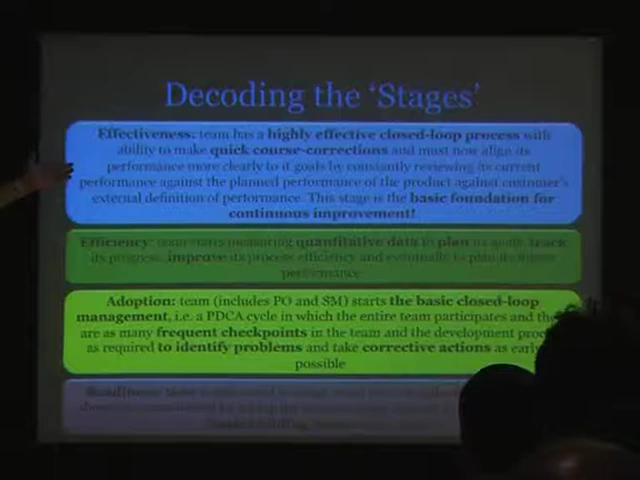 Decoding the ‘Stages’
Effectiveness: team has a highly effective closed-loop process with
ability to make quick course-corrections and must now align its
performance more clearly to it goals by constantly reviewing its current
performance against the planned performance of the product against customer's
external definition of performance. This stage is the basic foundation for
continuous improvement!
Efficiency: team starts measuring quantitative data to plan its goals, track
its progress, improve its process efficiency and eventually to plan its future
performance
Adoption: team (includes PO and SM) starts the basic closed-loop
management, i.e. a PDCA cycle in which the entire team participates and
are as many frequent checkpoints in the team and the development
as required to identify problems and take corrective actions as early
possible
Readiness: team